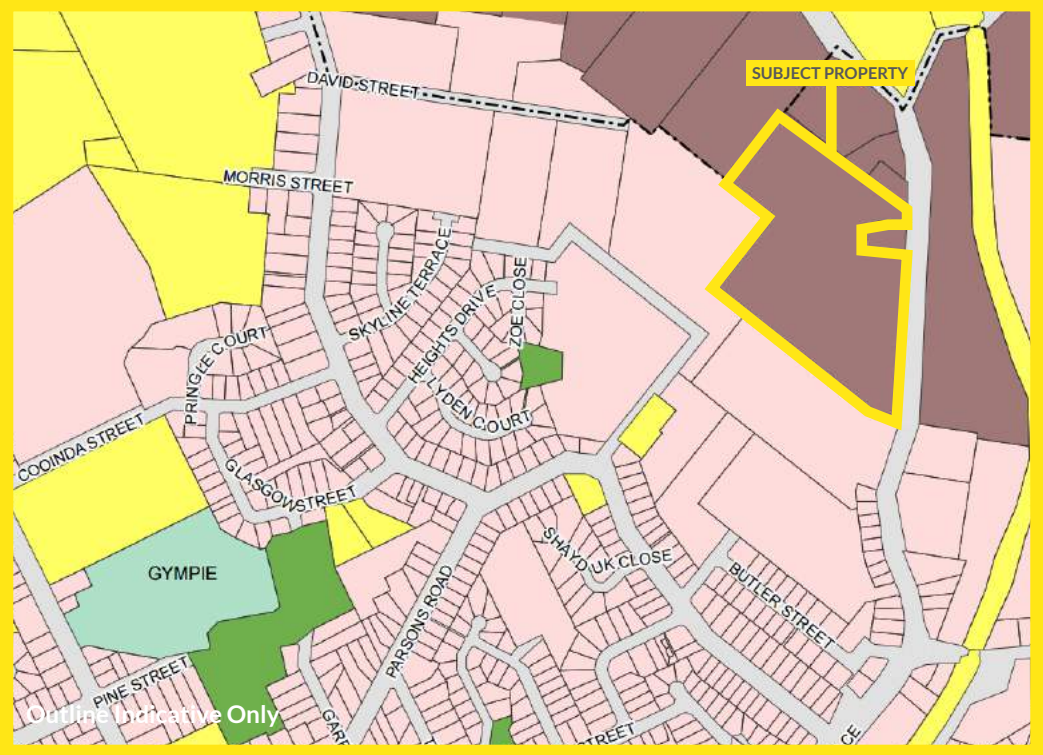 SUBJECT PROPERTY
DAVID STREET
MORRIS STREET
SKYLINE TERRACE
HEIGHTS DRIVE
ZOE CLOSE
PRINGLE COURT
LYDEN COURT
COOINDA STREET
GLASGOW STREET
SHAYDUK CLOSE
GYMPIE
BUTLER STREET
PARSONS ROAD
PINE STREET
Outline Indicative Only
STREET